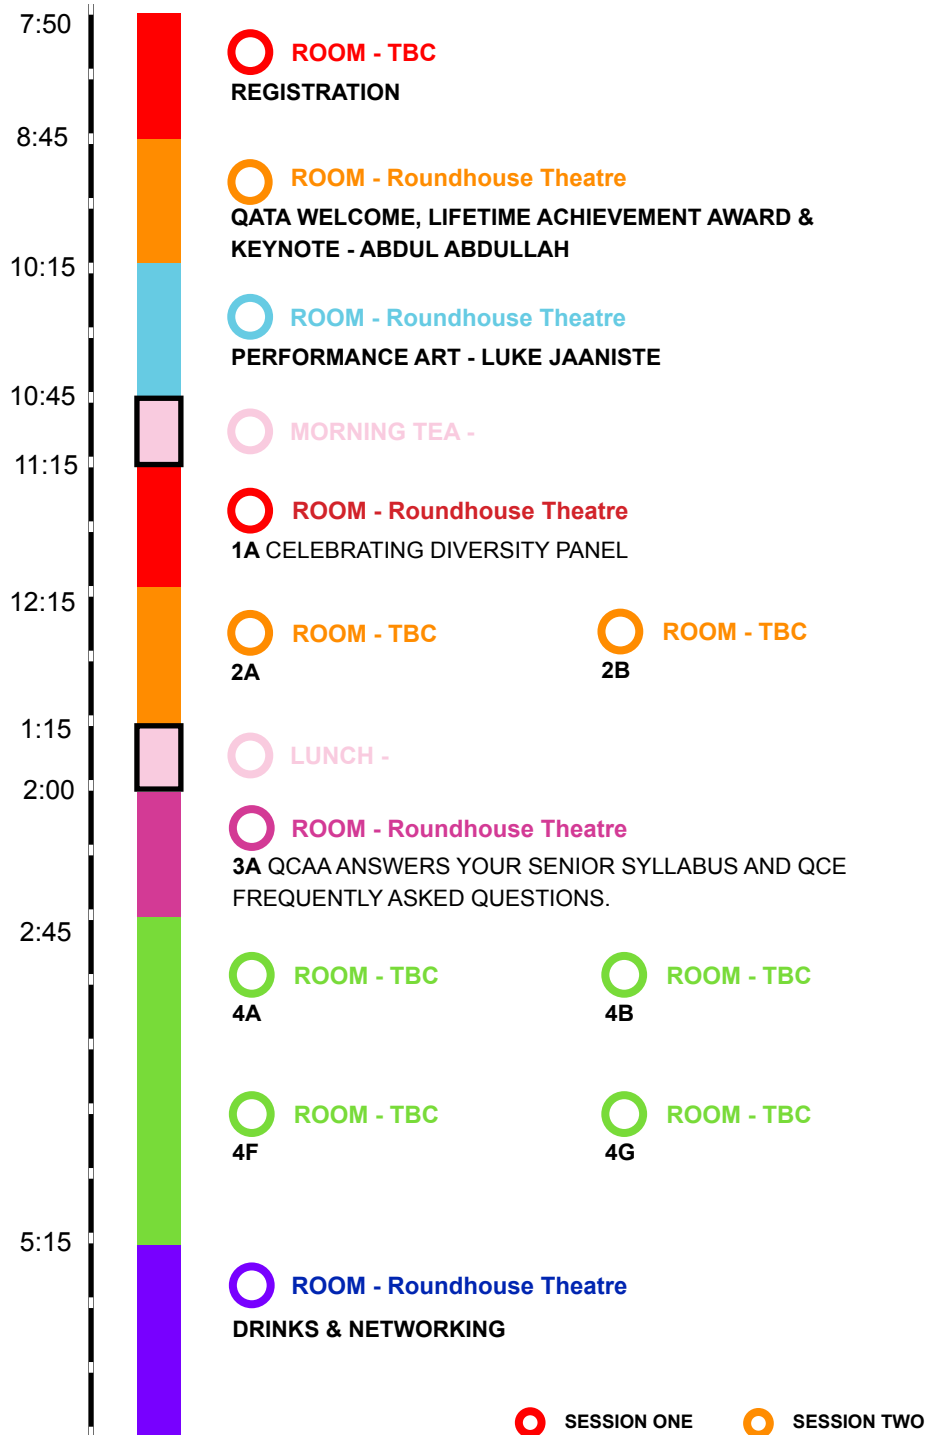 7:50
ROOM - TBC
REGISTRATION
8:45
ROOM - Roundhouse Theatre
QATA WELCOME, LIFETIME ACHIEVEMENT AWARD &
KEYNOTE - ABDUL ABDULLAH
10:15
ROOM - Roundhouse Theatre
PERFORMANCE ART - LUKE JAANISTE
10:45
MORNING TEA -
11:15
ROOM - Roundhouse Theatre
1A CELEBRATING DIVERSITY PANEL
12:15
ROOM - TBC
ROOM - TBC
2A
2B
1:15
LUNCH -
2:00
ROOM - Roundhouse Theatre
3A QCAA ANSWERS YOUR SENIOR SYLLABUS AND QCE
FREQUENTLY ASKED QUESTIONS.
2:45
ROOM - TBC
ROOM - TBC
4A
4B
ROOM - TBC
ROOM - TBC
4F
4G
5:15
ROOM - Roundhouse Theatre
DRINKS & NETWORKING
SESSION ONE
SESSION TWO